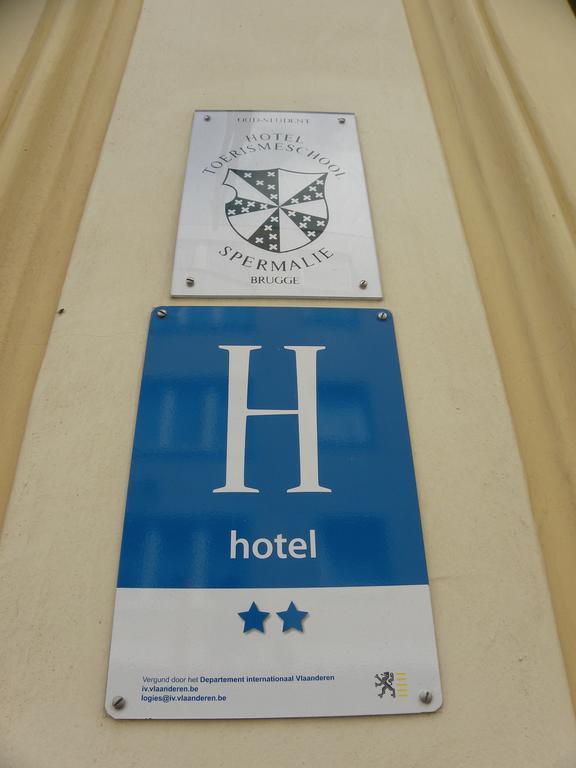 OUD-STUDENT
HOTEL
TOERISMESCHOOL
SPERMALIE
BRUGGE
H
hotel
Vergund door het Departement internationaal Vlaanderen
iv.vlaanderen.be
logies@iv.vlaanderen.be